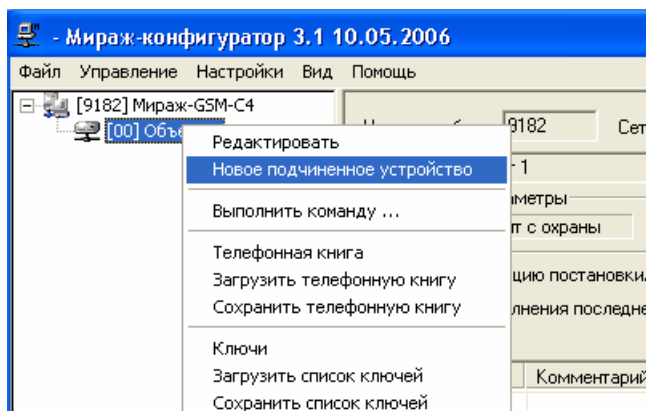 - Мираж-конфигуратор 3.1 10.05.2006
Файл Управление Настройки Вид Помощь
[9182] Мираж-GSM-C4
[00] Объе
9182 Сет
Редактировать
- 1
Новое подчиненное устройство
Выполнить команду ...
т с охраны
Телефонная книга
Загрузить телефонную книгу
цию постановки
Сохранить телефонную книгу
лнения последне
Ключи
Загрузить список ключей
Комментарий
Сохранить список ключей